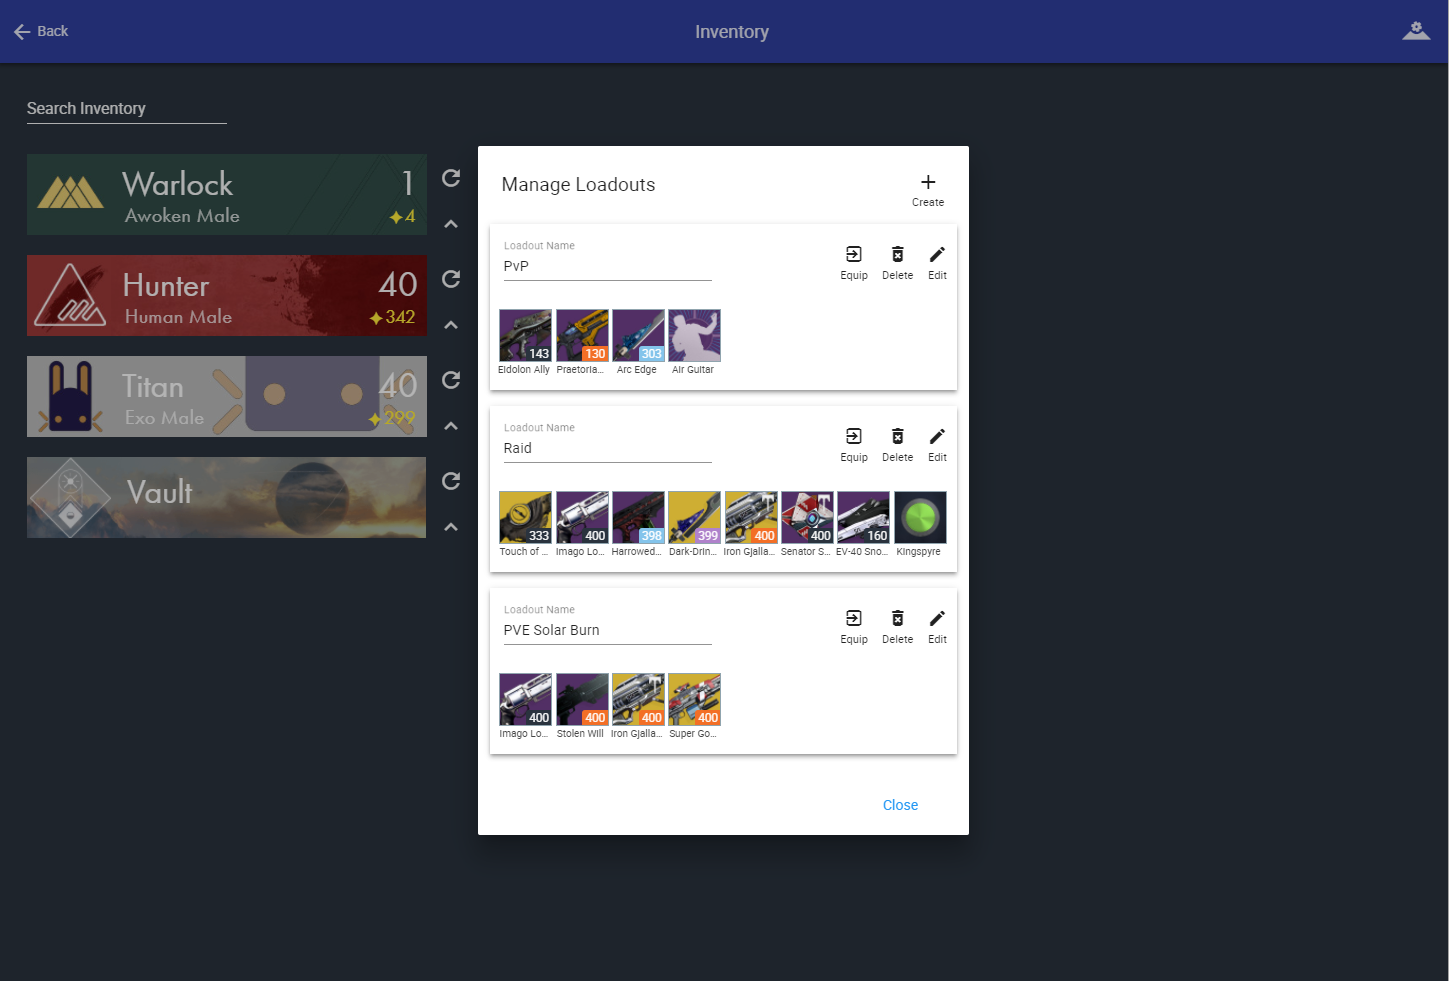 Back
Inventory
Search Inventory
Warlock
1
Awoken Male
4
Hunter
40
Human Male
342
Titan
40
Exo Male
299
Vault
Manage Loadouts
Create
Loadout Name
PvP
Equip Delete Edit
143 130 303
Eidolon Ally Praetoria... Arc Edge Air Guitar
Loadout Name
Raid
Equip Delete Edit
333 400 398 399 400 400 160
Touch of ... Imago Lo... Harrowed... Dark-Drin... Iron Gjalla... Senator S... EV-40 Sno... Kingspyre
Loadout Name
PVE Solar Burn
Equip Delete Edit
400 400 400 400
Imago Lo... Stolen Will Iron Gjalla... Super Go...
Close